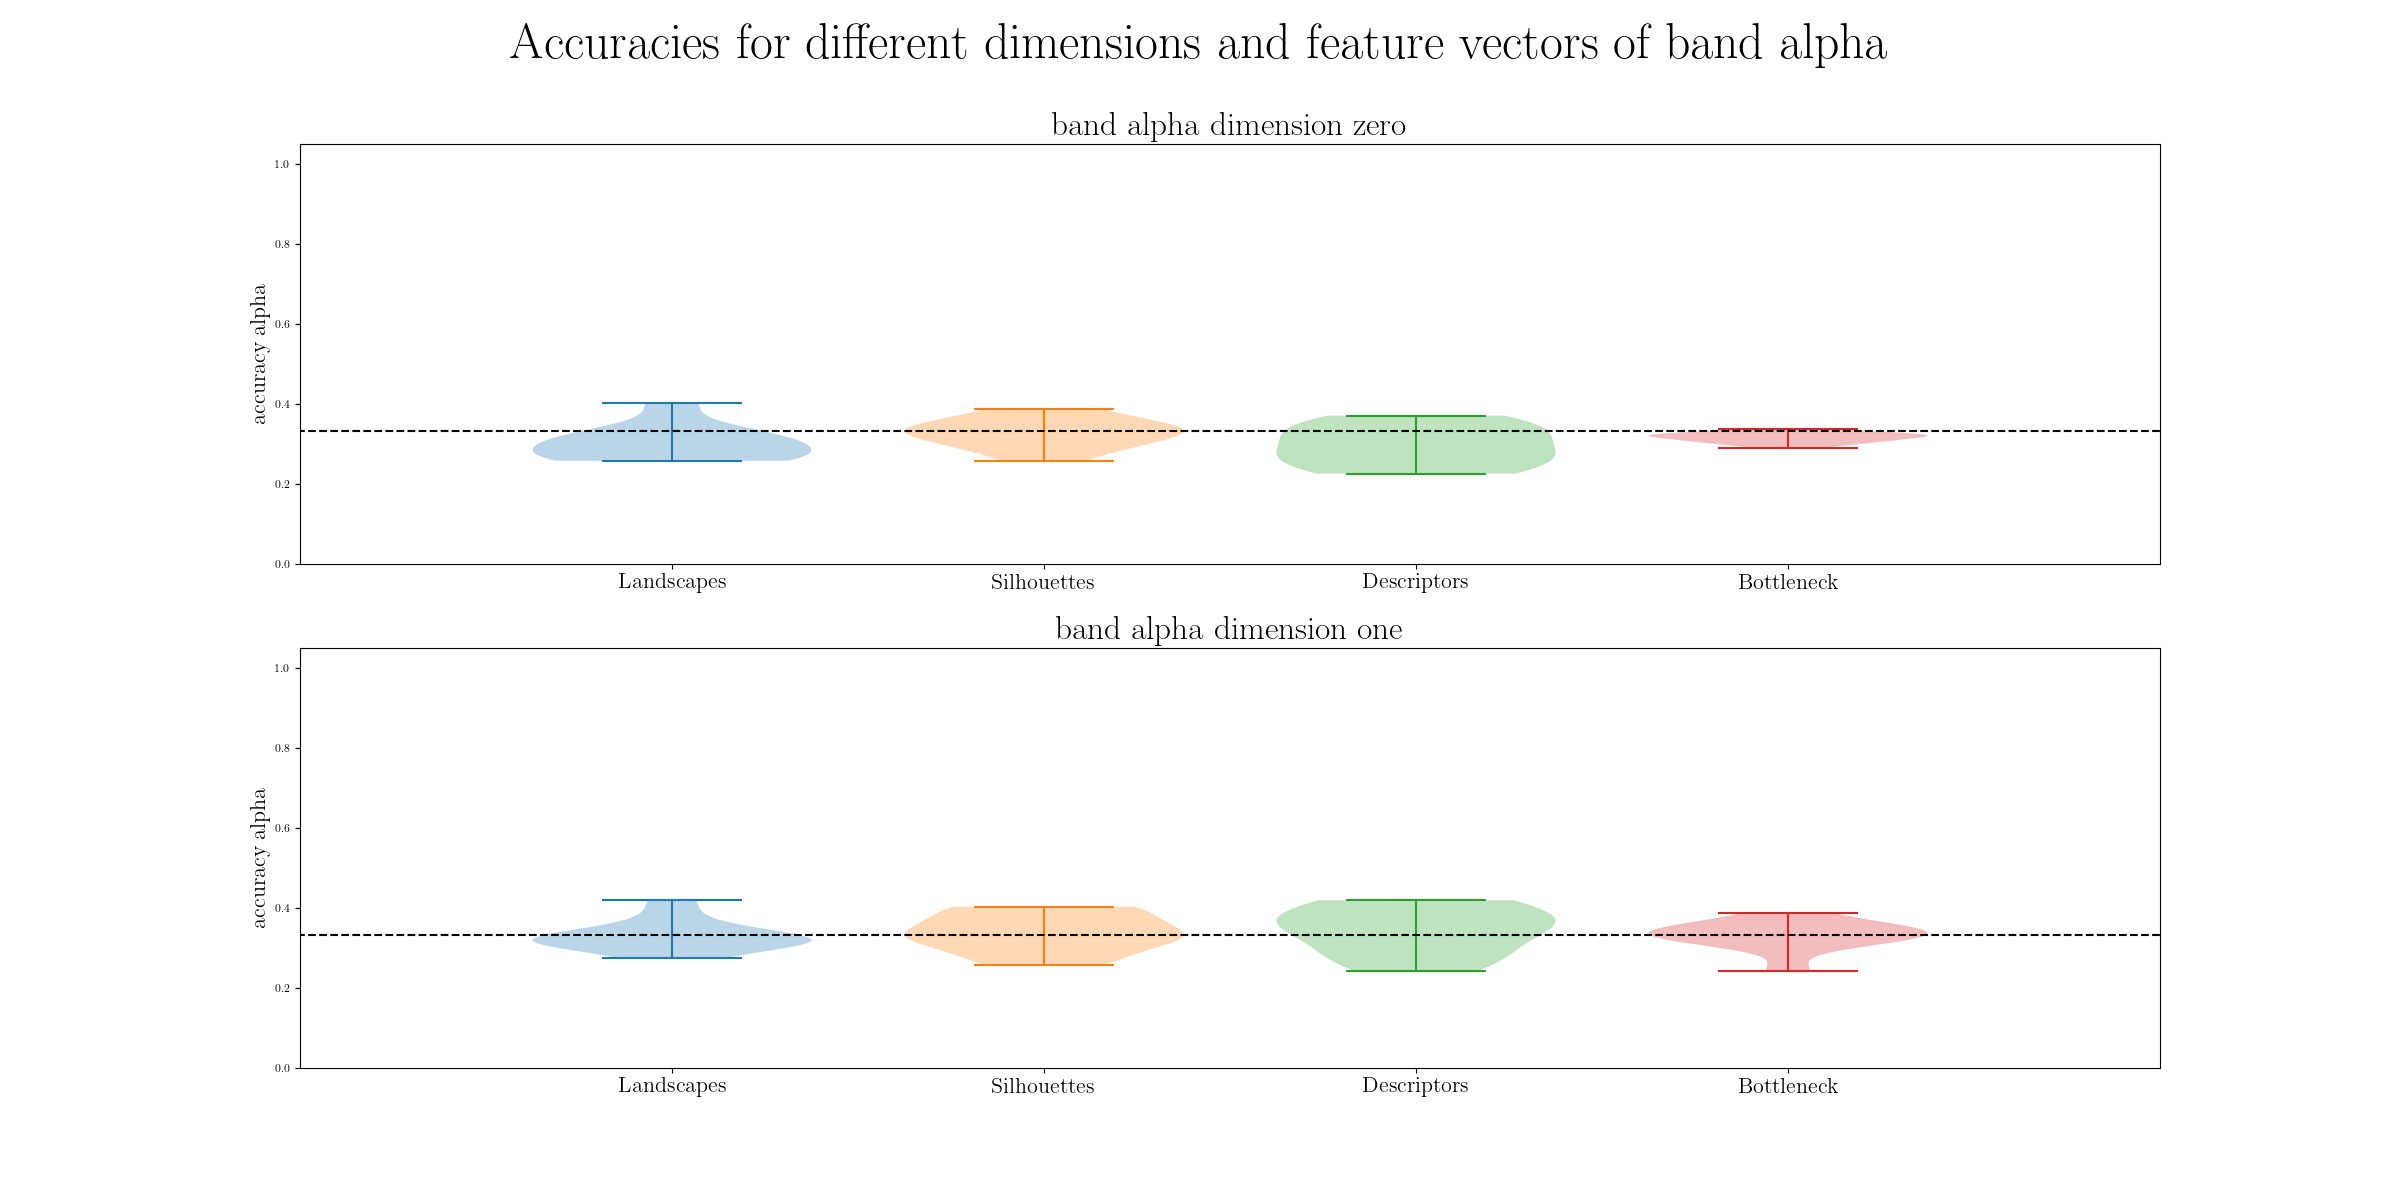 Accuracies for different dimensions and feature vectors of band alpha
band alpha dimension zero
1.0
0.8
0.6
0.4
0.2
0.0
accuracy alpha
Landscapes Silhouettes Descriptors Bottleneck
band alpha dimension one
1.0
0.8
0.6
0.4
0.2
0.0
accuracy alpha
Landscapes Silhouettes Descriptors Bottleneck